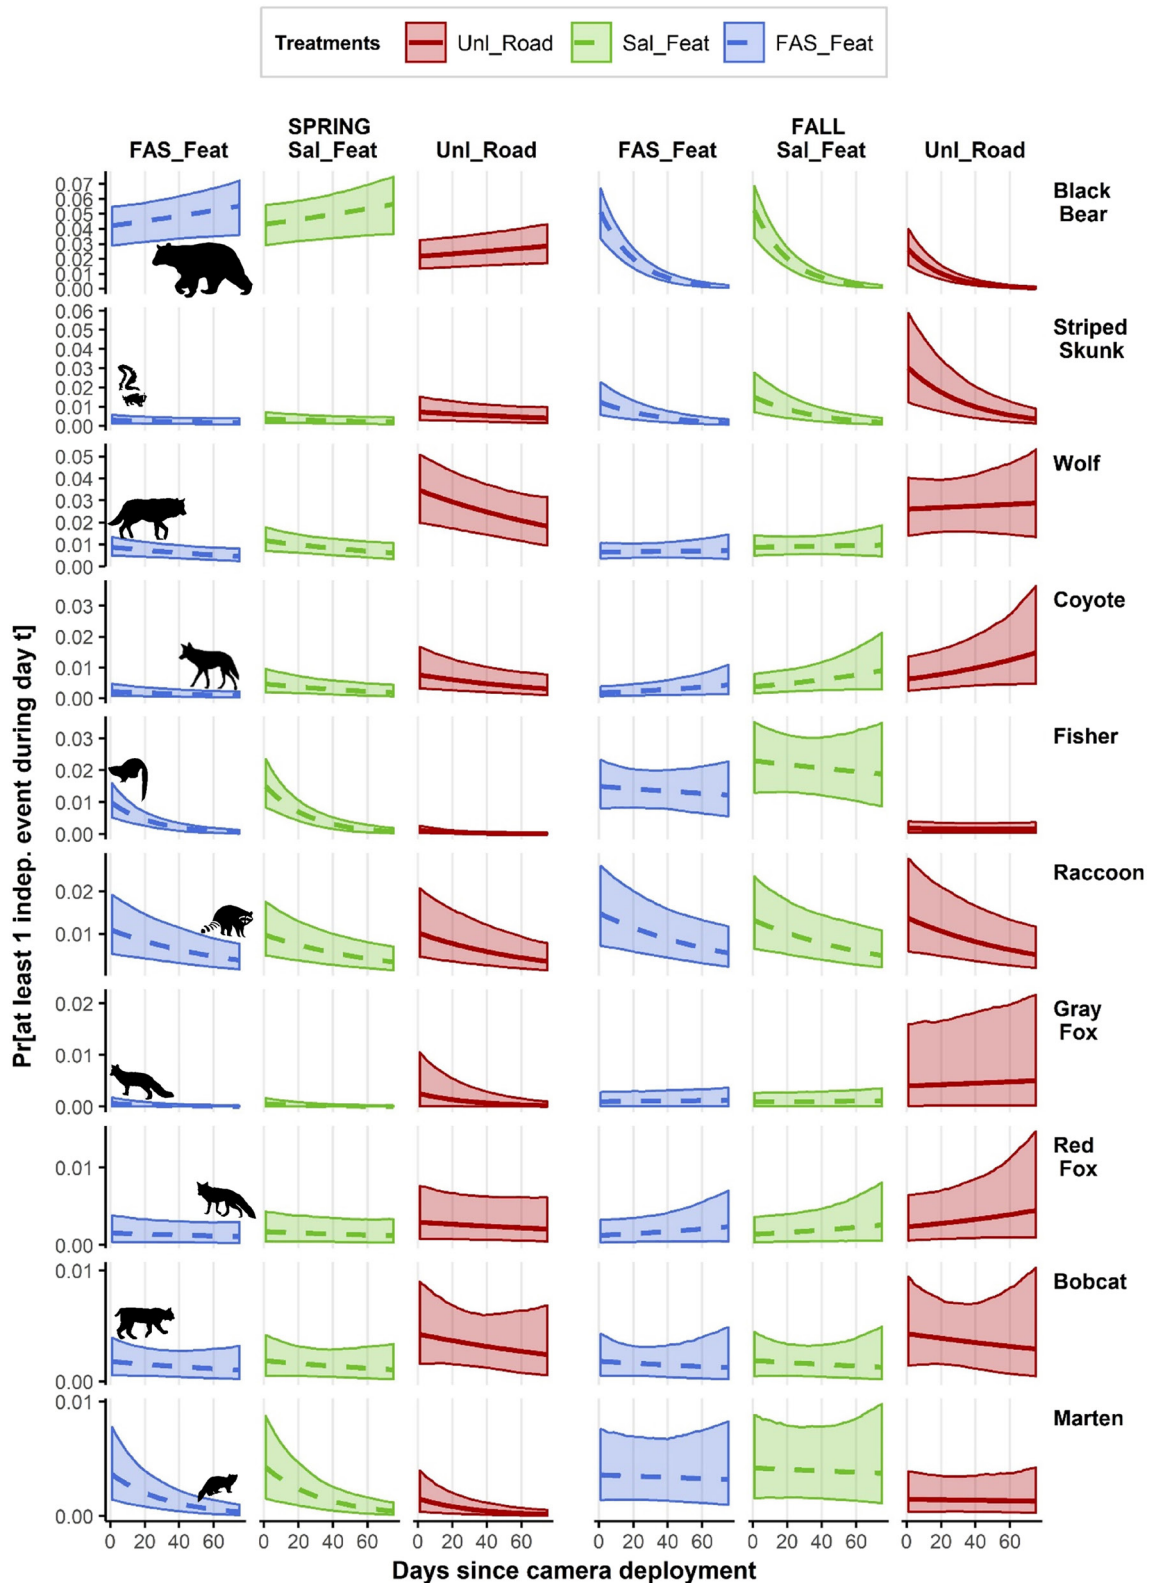 Treatments Unl_Road Sal_Feat FAS_Feat
SPRING FALL
FAS_Feat Sal_Feat Unl_Road FAS_Feat Sal_Feat Unl_Road
Pr[at least 1 indep. event during day t]
0.07
0.06
0.05
0.04
0.03
0.02
0.01
0.00
Black
Bear
0.06
0.05
0.04
0.03
0.02
0.01
0.00
Striped
Skunk
0.05
0.04
0.03
0.02
0.01
0.00
Wolf
0.03
0.02
0.01
0.00
Coyote
0.03
0.02
0.01
0.00
Fisher
0.02
0.01
Raccoon
0.02
0.01
0.00
Gray
Fox
0.01
0.00
Red
Fox
0.01
0.00
Bobcat
0.01
0.00
Marten
0 20 40 60 0 20 40 60 0 20 40 60 0 20 40 60 0 20 40 60 0 20 40 60
Days since camera deployment